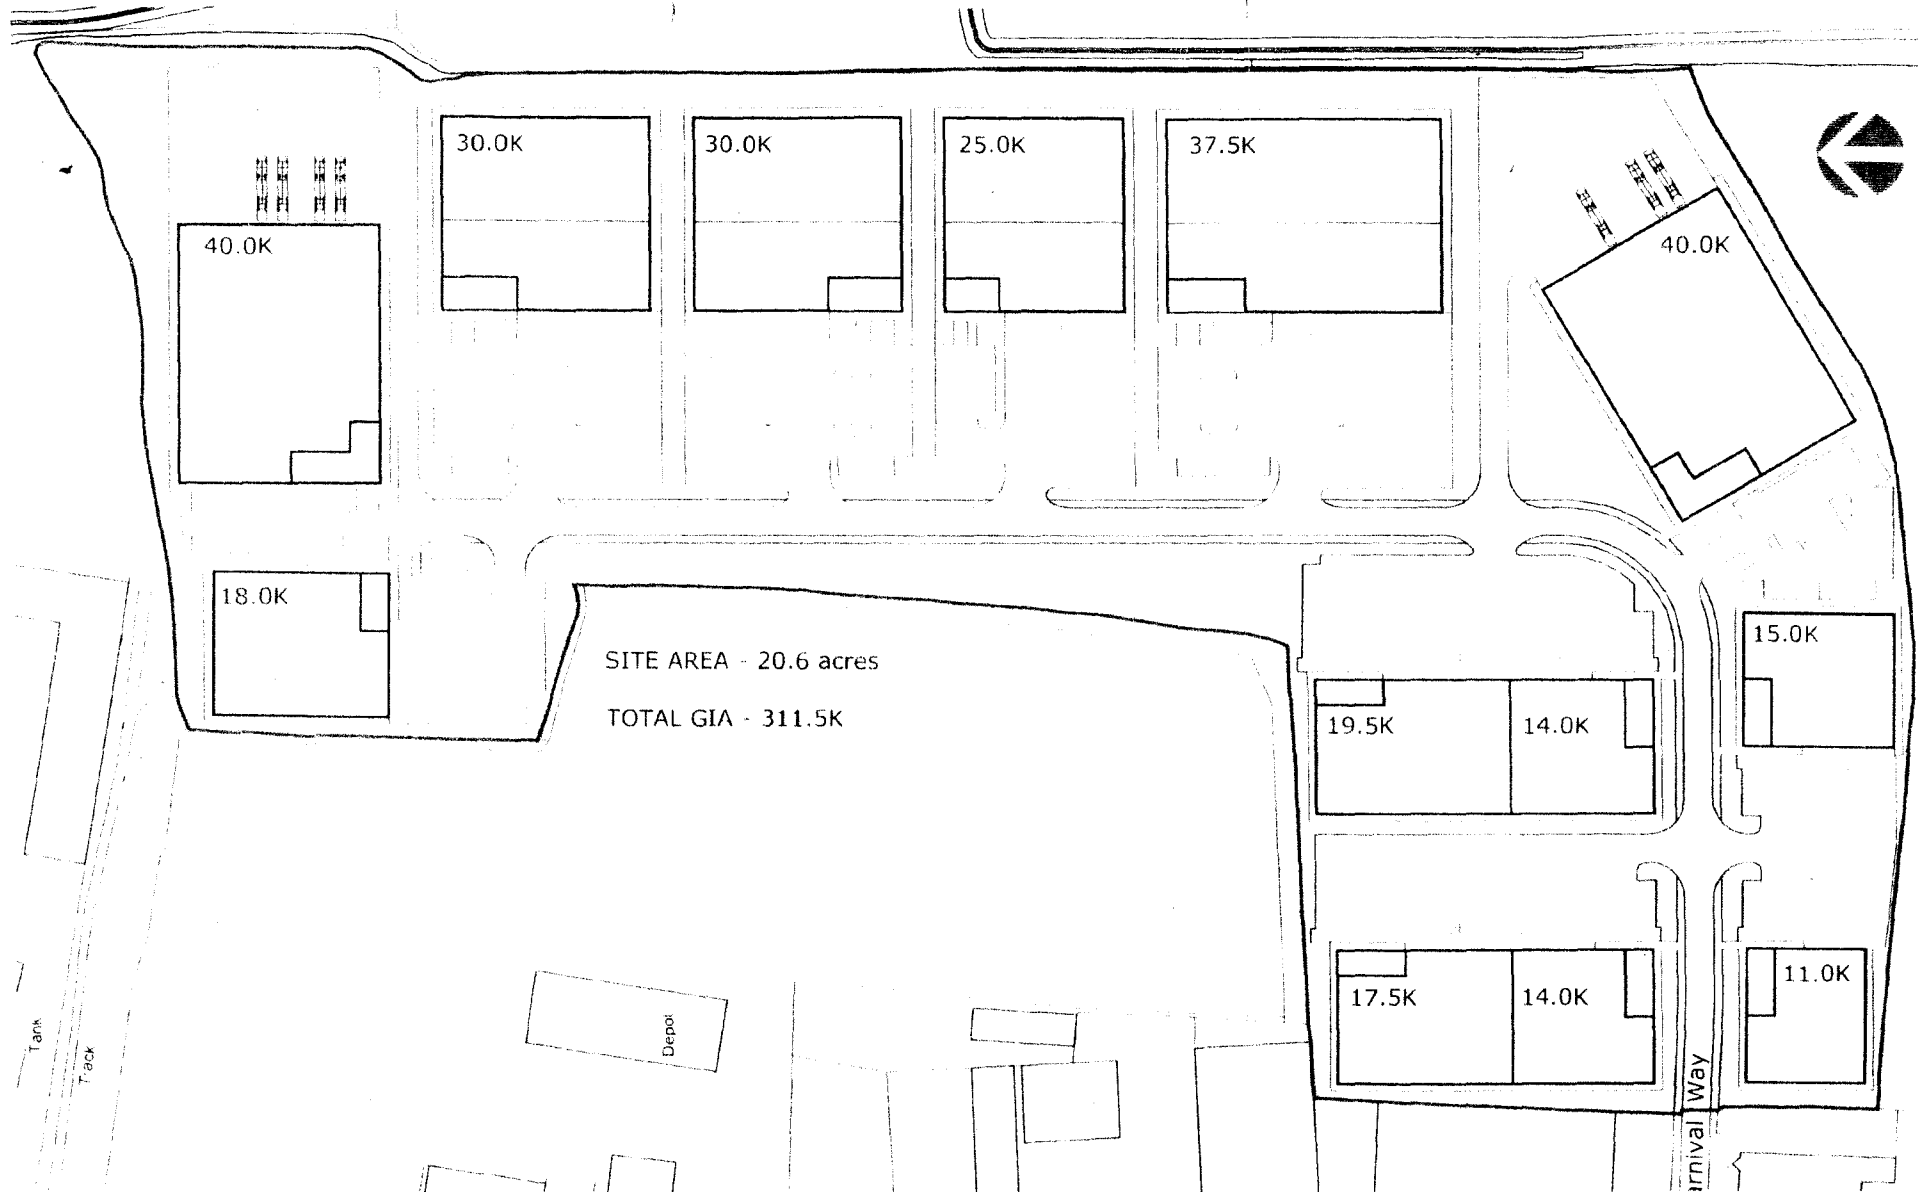 30.0K
30.0K
25.0K
37.5K
40.0K
40.0K
18.0K
15.0K
SITE AREA - 20.6 acres
TOTAL GIA - 311.5K
19.5K
14.0K
11.0K
17.5K
14.0K
Depot
Tank
Track
arnival Way